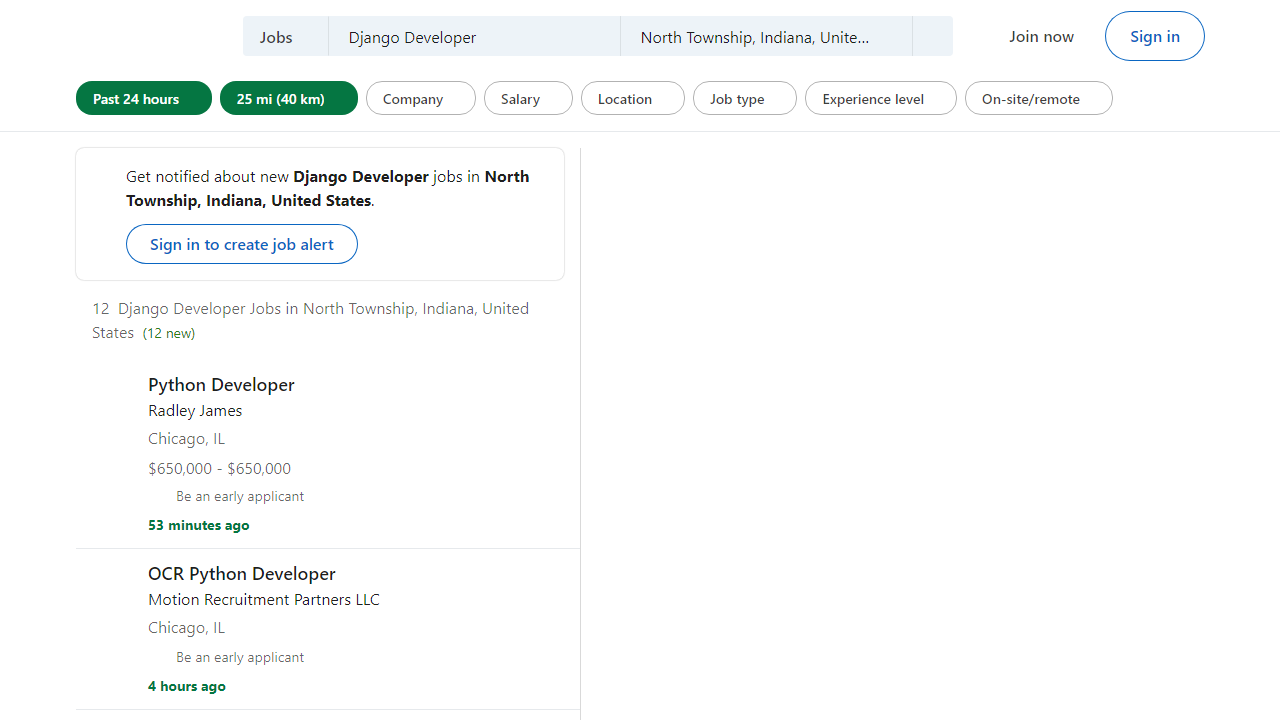 Jobs
Django Developer
North Township, Indiana, Unite...
Join now
Sign in
Past 24 hours
25 mi (40 km)
Company
Salary
Location
Job type
Experience level
On-site/remote
Get notified about new Django Developer jobs in North
Township, Indiana, United States.
Sign in to create job alert
12 Django Developer Jobs in North Township, Indiana, United
States (12 new)
Python Developer
Radley James
Chicago, IL
$650,000 - $650,000
Be an early applicant
53 minutes ago
OCR Python Developer
Motion Recruitment Partners LLC
Chicago, IL
Be an early applicant
4 hours ago